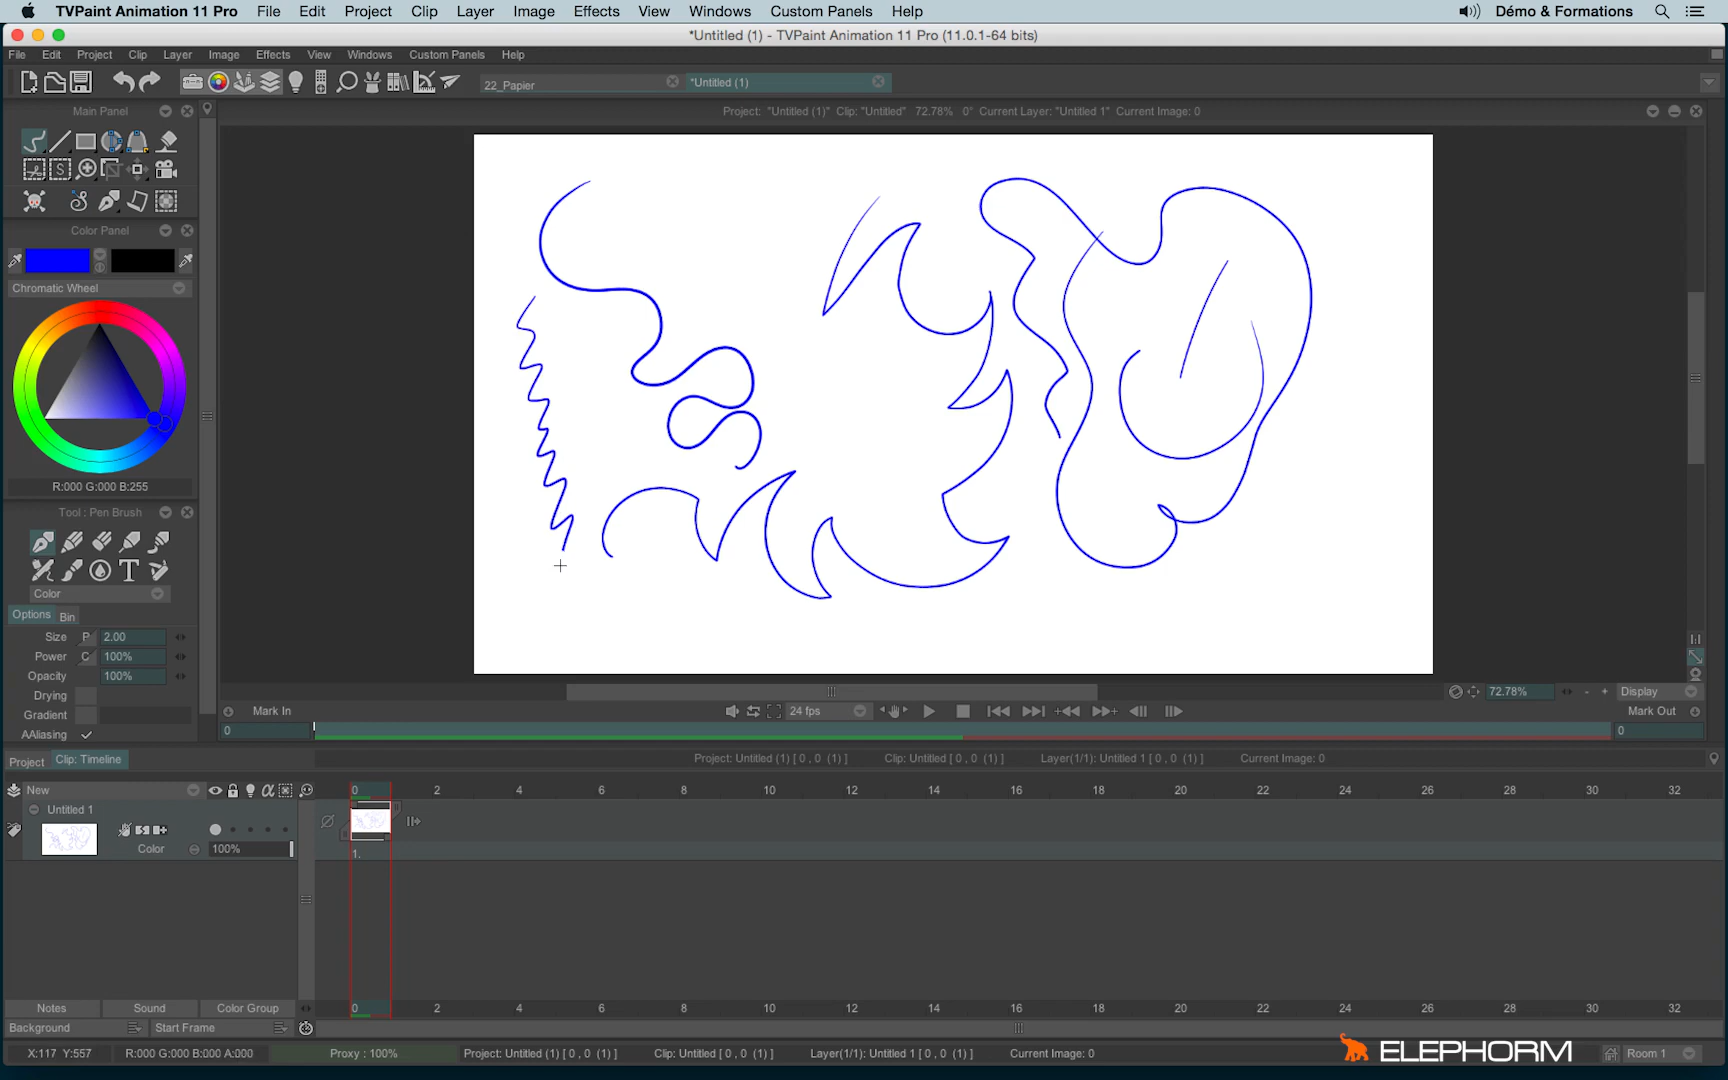 TVPaint Animation 11 Pro File Edit Project Clip Layer Image Effects View Windows Custom Panels Help Démo & Formations
*Untitled (1) - TVPaint Animation 11 Pro (11.0.1-64 bits)
File Edit Project Clip Layer Image Effects View Windows Custom Panels Help
22_Papier *Untitled (1)
Main Panel
Project: "Untitled (1)" Clip: "Untitled" 72.78% 0° Current Layer: "Untitled 1" Current Image: 0
S
Color Panel
Chromatic Wheel
R:000 G:000 B:255
Tool : Pen Brush
T
Color
Options Bin
Size P 2.00
Power C 100%
Opacity 100%
Drying
Gradient
AAliasing
1:1
72.78% - + Display
Mark In 24 fps Mark Out
0 0
Project Clip: Timeline
Project: Untitled (1) [ 0 , 0 (1) ] Clip: Untitled [ 0 , 0 (1) ] Layer(1/1): Untitled 1 [ 0 , 0 (1) ] Current Image: 0
New 0 2 4 6 8 10 12 14 16 18 20 22 24 26 28 30 32
Untitled 1
Color 100%
1.
Notes Sound Color Group 0 2 4 6 8 10 12 14 16 18 20 22 24 26 28 30 32
Background Start Frame
X:117 Y:557 R:000 G:000 B:000 A:000 Proxy : 100% Project: Untitled (1) [ 0 , 0 (1) ] Clip: Untitled [ 0 , 0 (1) ] Layer(1/1): Untitled 1 [ 0 , 0 (1) ] Current Image: 0 ELEPHORM Room 1